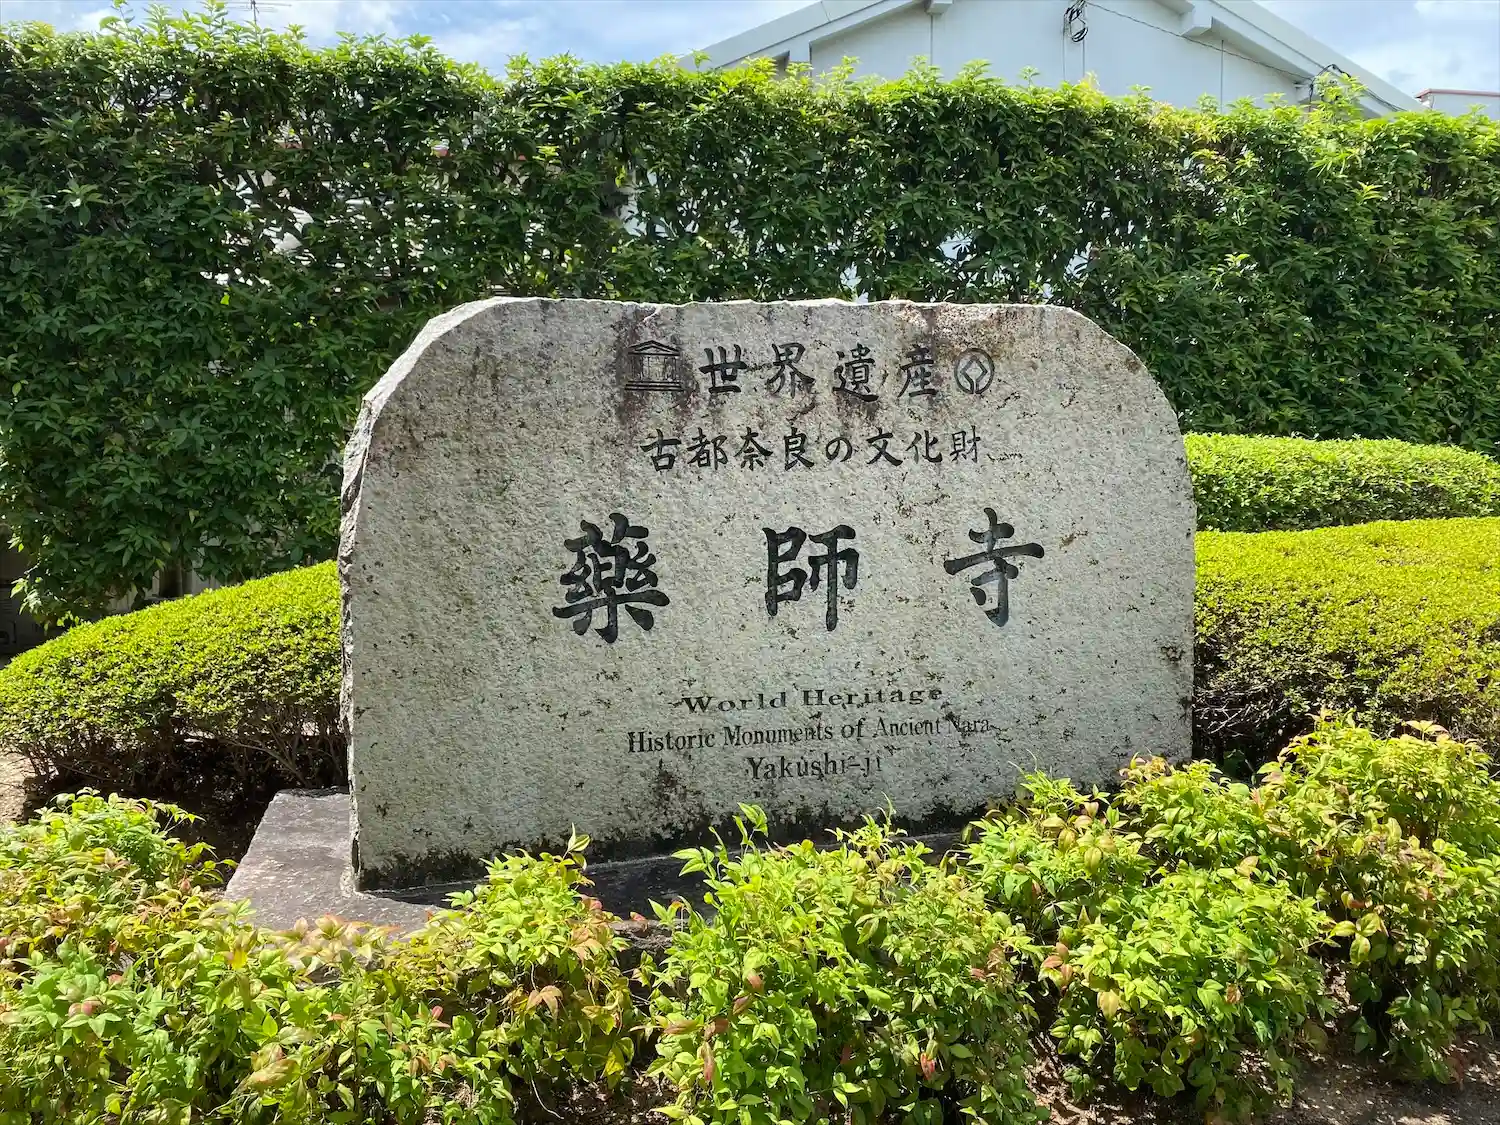 世界遺産
古都奈良の文化財
藥師寺
World Heritage
Historic Monuments of Ancient Nara
Yakushi-ji